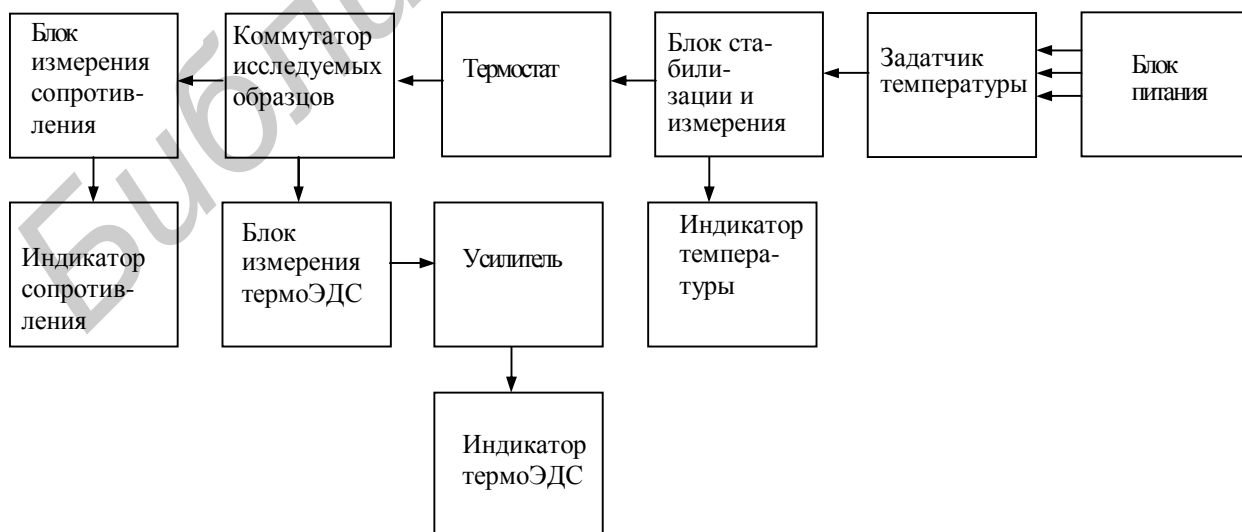 Блок
измерения
сопротив-
ления
Коммутатор
исследуемых
образцов
Термостат
Блок ста-
били 
зации и
измерения
Задатчик
температуры
Блок
питания
Индикатор
сопротив-
ления
Блок
измерения
термоЭДС
Усилитель
Индикатор
темпера-
туры
Индикатор
термоЭДС